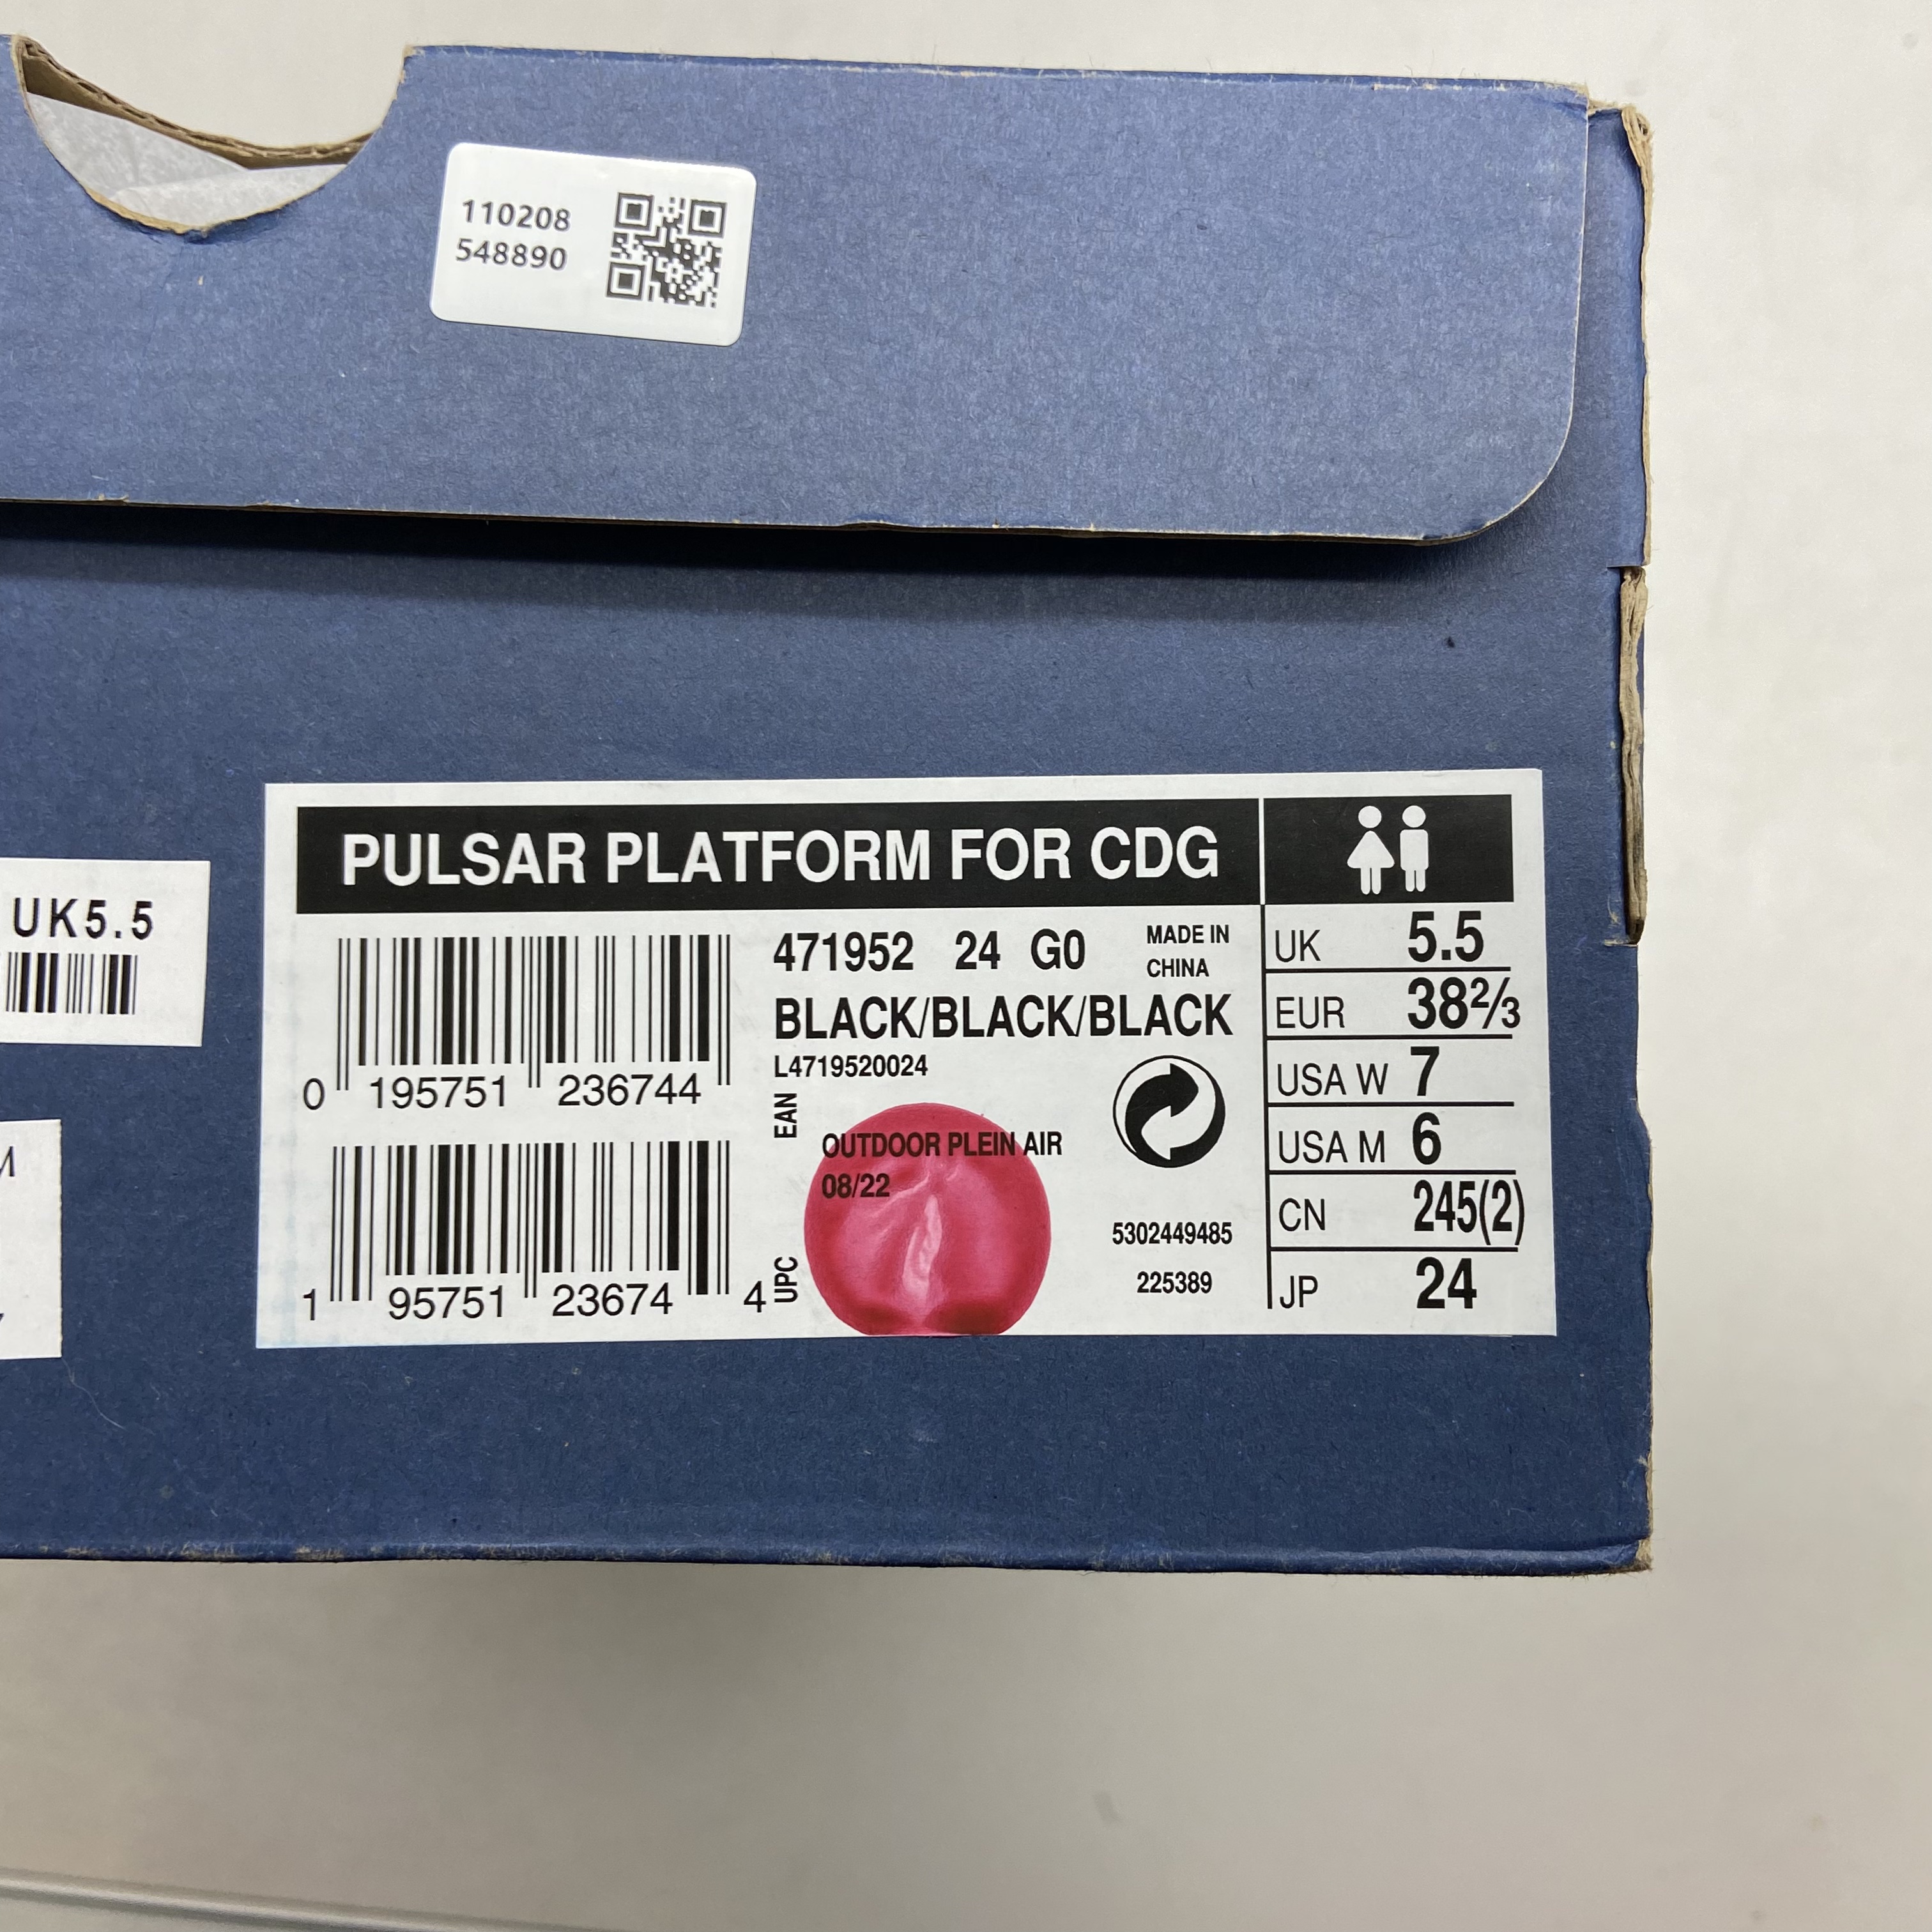 110208
548890
UK5.5
PULSAR PLATFORM FOR CDG
471952 24 G0
MADE IN
CHINA
BLACK/BLACK/BLACK
L4719520024
0 195751 236744
EAN
OUTDOOR PLEIN AIR
08/22
1 95751 23674 4
UPC
5302449485
225389
UK 5.5
EUR 38⅔
USA W 7
USA M 6
CN 245(2)
JP 24